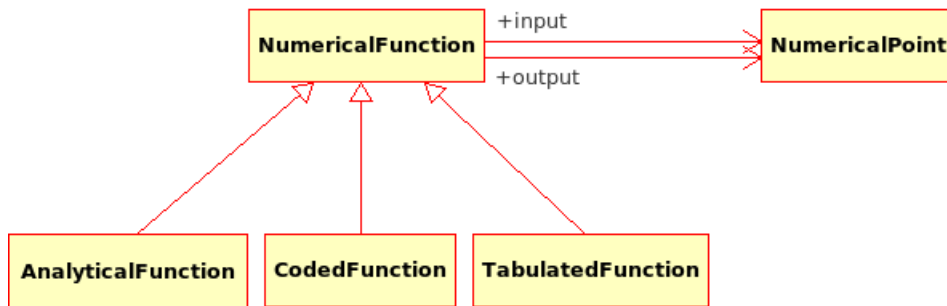 +input
NumericalFunction
NumericalPoint
+output
AnalyticalFunction
CodedFunction
TabulatedFunction